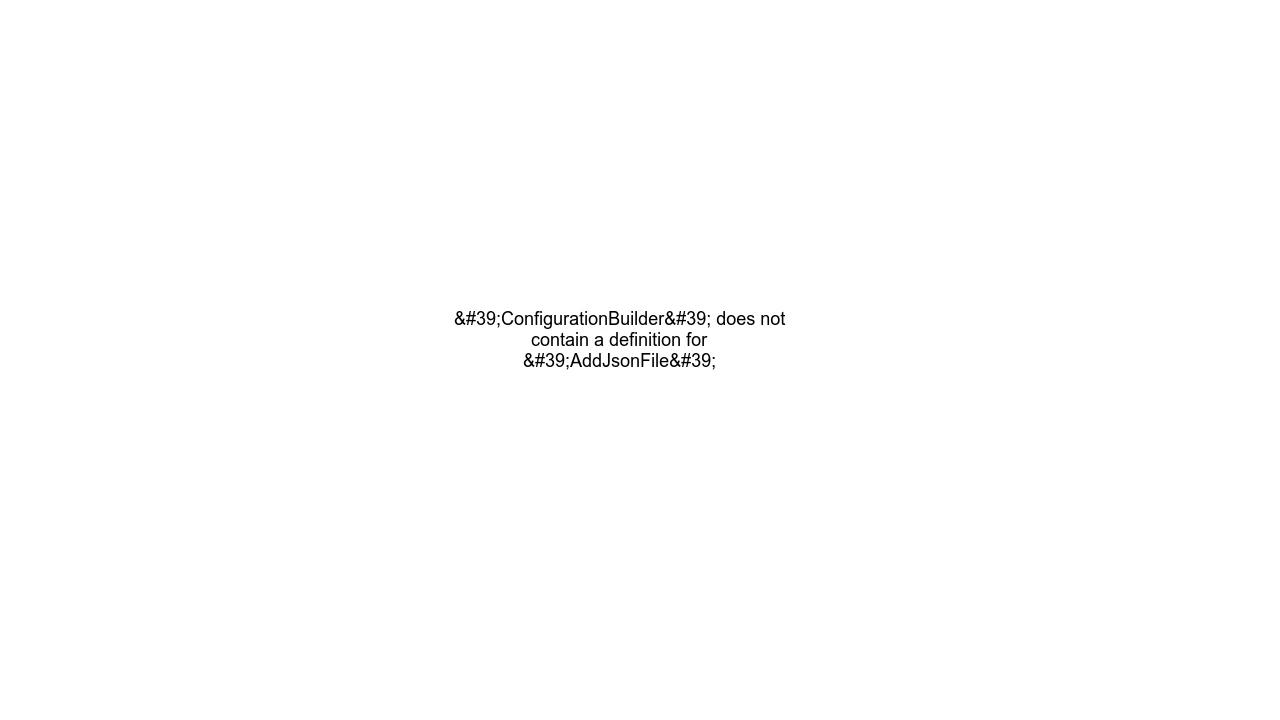 &#39;ConfigurationBuilder&#39; does not
contain a definition for
&#39;AddJsonFile&#39;